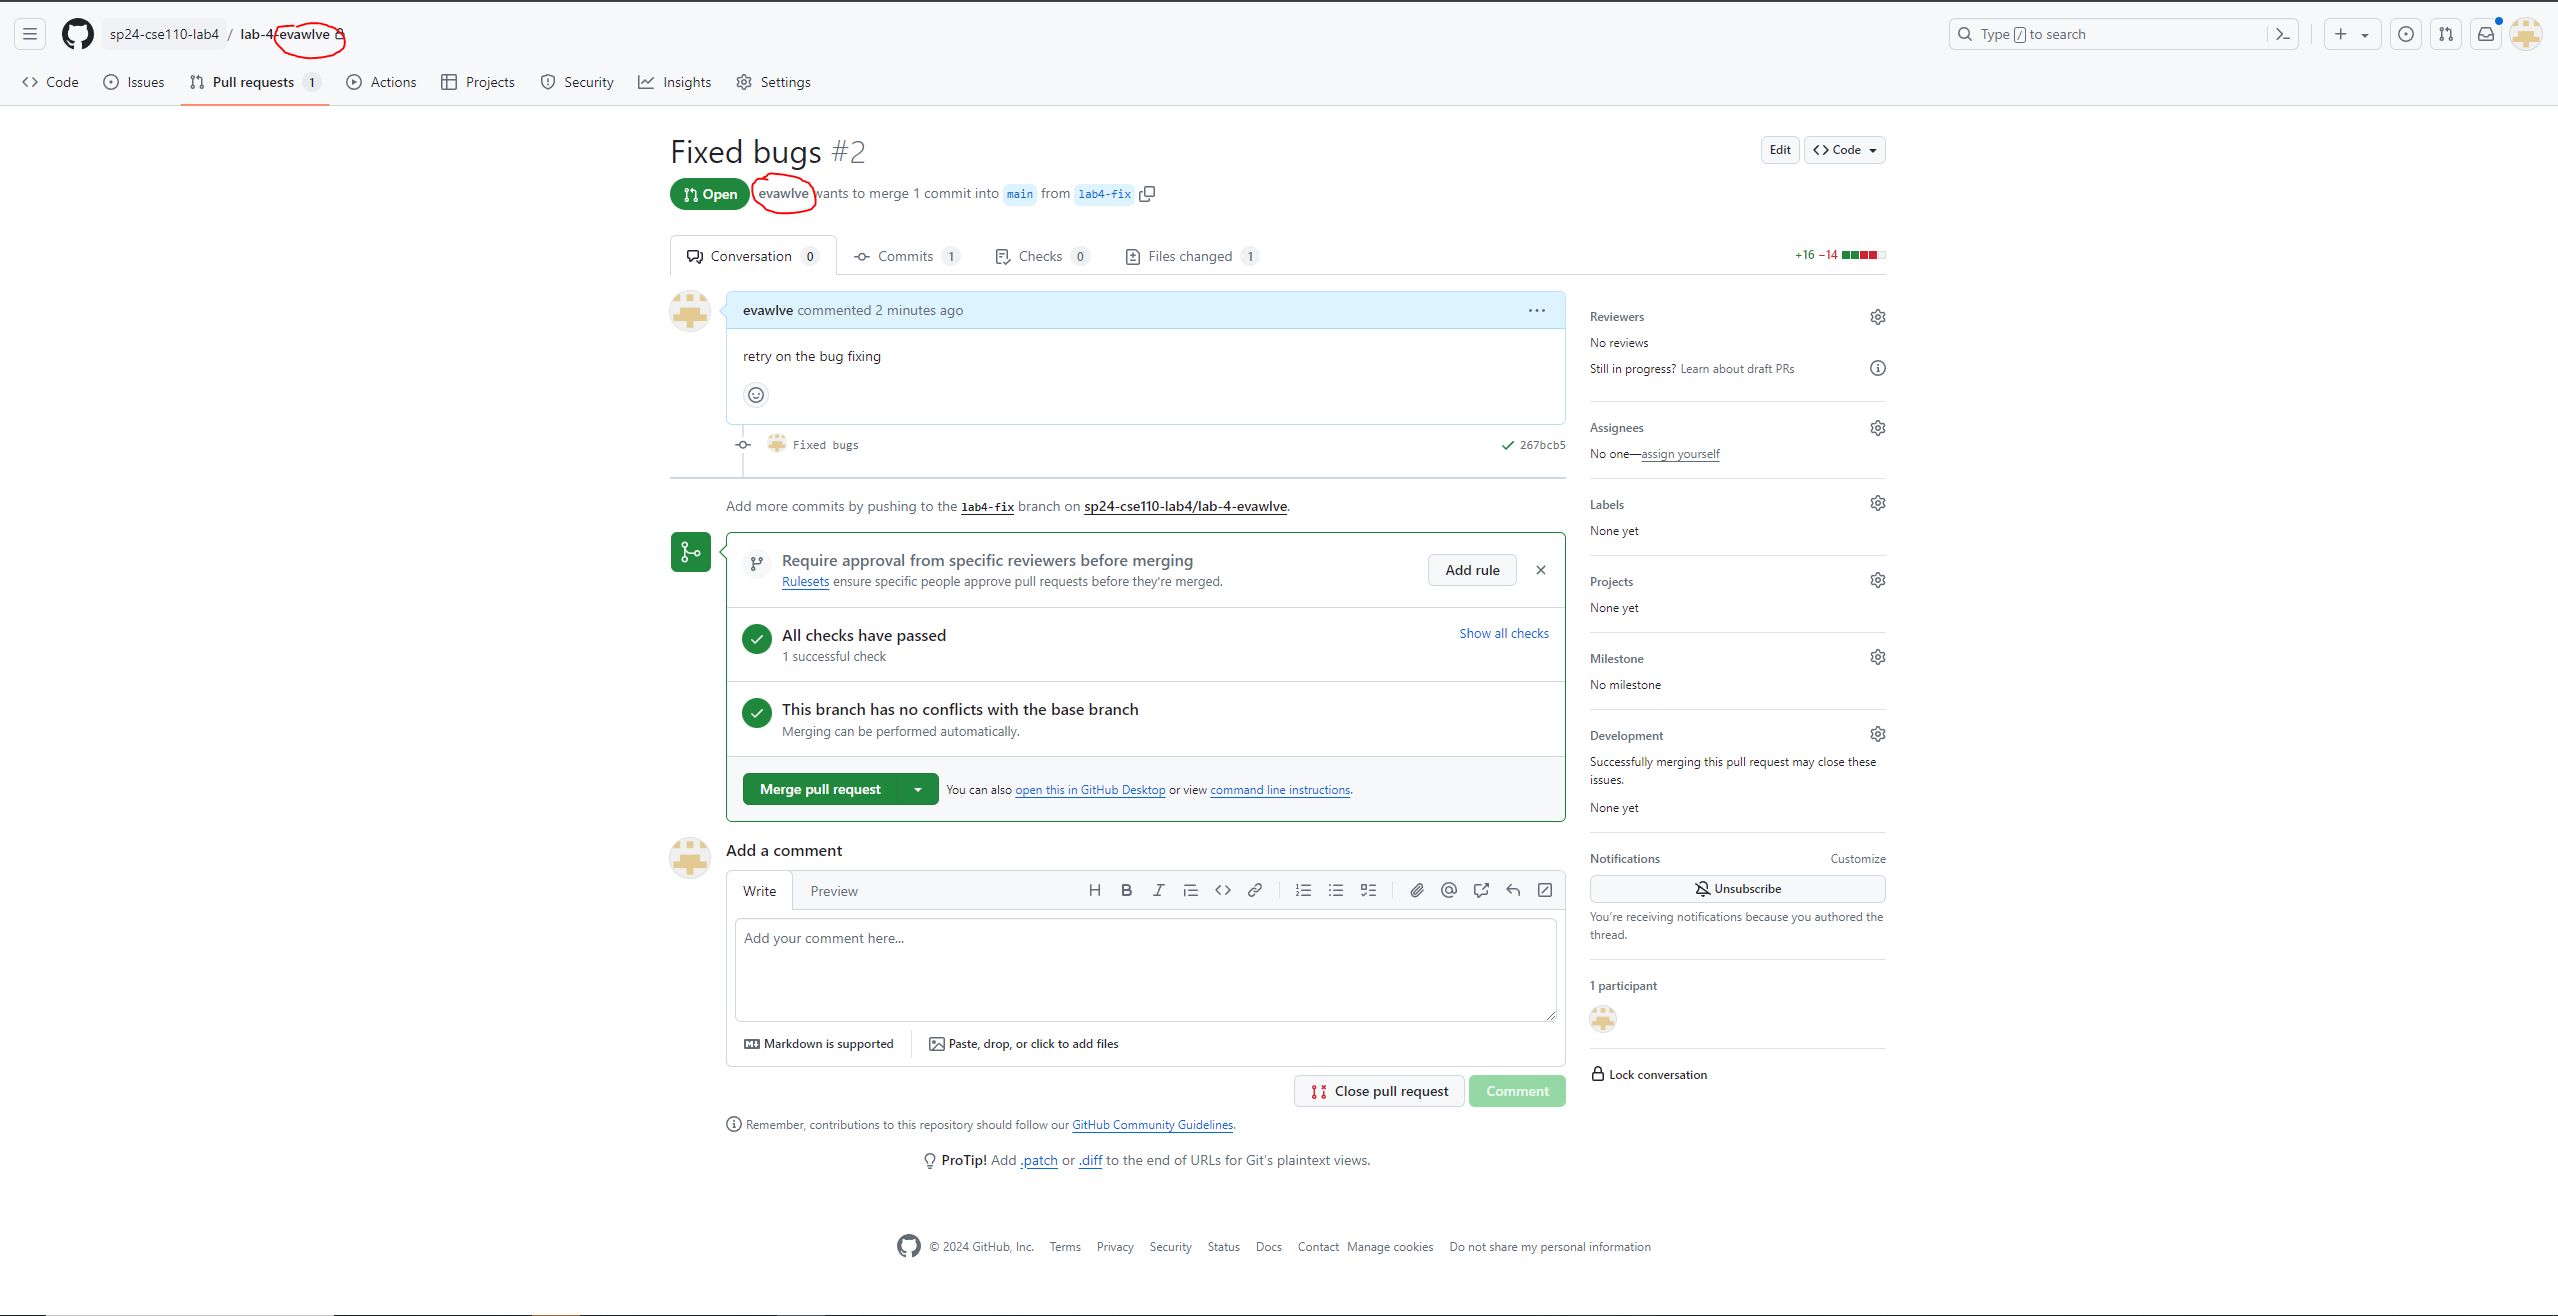 sp24-cse110-lab4 / lab-4-evawlve
Type / to search
Code Issues Pull requests 1 Actions Projects Security Insights Settings
Fixed bugs #2
Edit
Code
Open evawlve wants to merge 1 commit into main from lab4-fix
Conversation 0 Commits 1 Checks 0 Files changed 1
+16 −14
evawlve commented 2 minutes ago
retry on the bug fixing
Fixed bugs
267bcb5
Add more commits by pushing to the lab4-fix branch on sp24-cse110-lab4/lab-4-evawlve.
Require approval from specific reviewers before merging
Rulesets ensure specific people approve pull requests before they're merged.
Add rule
All checks have passed
1 successful check
Show all checks
This branch has no conflicts with the base branch
Merging can be performed automatically.
Merge pull request
You can also open this in GitHub Desktop or view command line instructions.
Add a comment
Write Preview
Add your comment here...
Markdown is supported
Paste, drop, or click to add files
Close pull request
Comment
Remember, contributions to this repository should follow our GitHub Community Guidelines.
ProTip! Add .patch or .diff to the end of URLs for Git's plaintext views.
Reviewers
No reviews
Still in progress? Learn about draft PRs
Assignees
No one—assign yourself
Labels
None yet
Projects
None yet
Milestone
No milestone
Development
Successfully merging this pull request may close these
issues.
None yet
Notifications
Customize
Unsubscribe
You're receiving notifications because you authored the
thread.
1 participant
Lock conversation
© 2024 GitHub, Inc. Terms Privacy Security Status Docs Contact Manage cookies Do not share my personal information